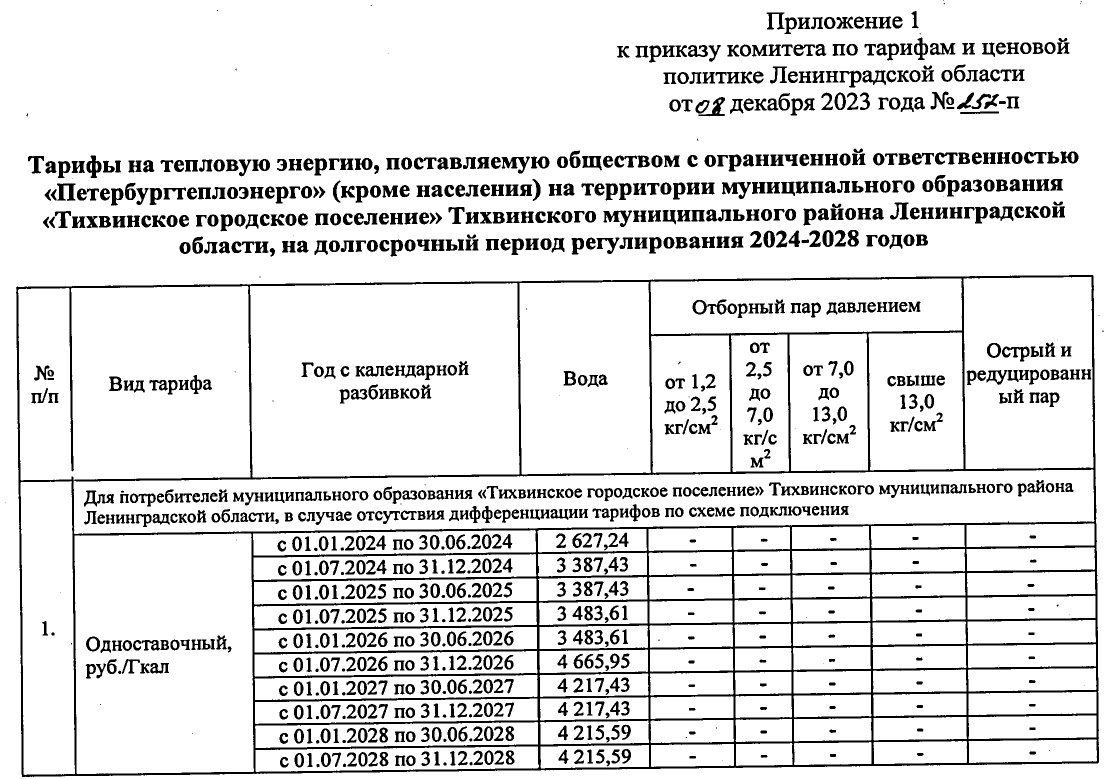 Приложение 1
к приказу комитета по тарифам и ценовой
политике Ленинградской области
от 08 декабря 2023 года № 257-п
Тарифы на тепловую энергию, поставляемую обществом с ограниченной ответственностью
«Петербургтеплоэнерго» (кроме населения) на территории муниципального образования
«Тихвинское городское поселение» Тихвинского муниципального района Ленинградской
области, на долгосрочный период регулирования 2024-2028 годов
№ п/п
Вид тарифа
Год с календарной
разбивкой
Вода
Отборный пар давлением
от 1,2
до 2,5
кг/см²
от
2,5
до
7,0
кг/с
м²
от 7,0
до
13,0
кг/см²
свыше
13,0
кг/см²
Острый и
редуцированн
ый пар
1.
Для потребителей муниципального образования «Тихвинское городское поселение» Тихвинского муниципального района
Ленинградской области, в случае отсутствия дифференциации тарифов по схеме подключения
Одноставочный,
руб./Гкал
с 01.01.2024 по 30.06.2024 2 627,24 - - - - -
с 01.07.2024 по 31.12.2024 3 387,43 - - - - -
с 01.01.2025 по 30.06.2025 3 387,43 - - - - -
с 01.07.2025 по 31.12.2025 3 483,61 - - - - -
с 01.01.2026 по 30.06.2026 3 483,61 - - - - -
с 01.07.2026 по 31.12.2026 4 665,95 - - - - -
с 01.01.2027 по 30.06.2027 4 217,43 - - - - -
с 01.07.2027 по 31.12.2027 4 217,43 - - - - -
с 01.01.2028 по 30.06.2028 4 215,59 - - - - -
с 01.07.2028 по 31.12.2028 4 215,59 - - - - -